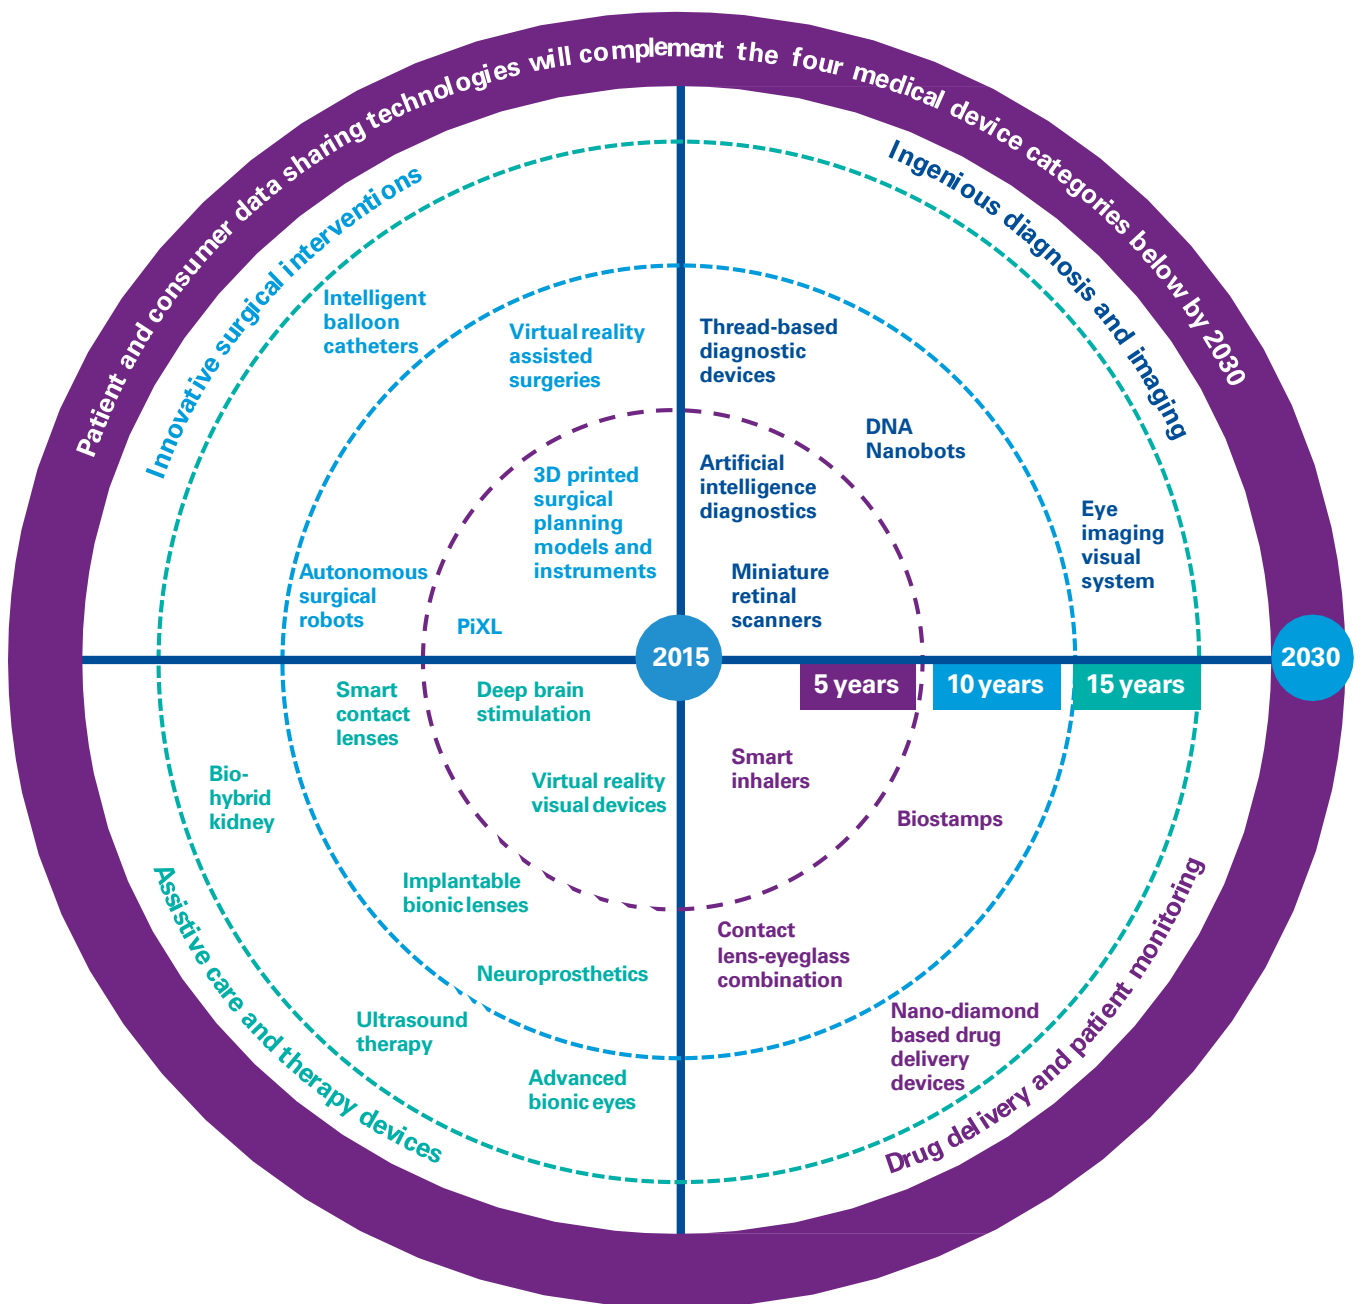 Patient and consumer data sharing technologies will complement the four medical device categories below by 2030
Innovative surgical interventions
Intelligent
balloon
catheters
Virtual reality
assisted
surgeries
3D printed
surgical
planning
models and
instruments
Autonomous
surgical
robots
PiXL
Ingenious diagnosis and imaging
Thread-based
diagnostic
devices
DNA
Nanobots
Artificial
intelligence
diagnostics
Eye
imaging
visual
system
Miniature
retinal
scanners
2015
2030
5 years
10 years
15 years
Smart
contact
lenses
Deep brain
stimulation
Bio-
hybrid
kidney
Virtual reality
visual devices
Implantable
bionic lenses
Neuroprosthetics
Ultrasound
therapy
Advanced
bionic eyes
Assistive care and therapy devices
Smart
inhalers
Biostamps
Contact
lens-eyeglass
combination
Nano-diamond
based drug
delivery
devices
Drug delivery and patient monitoring